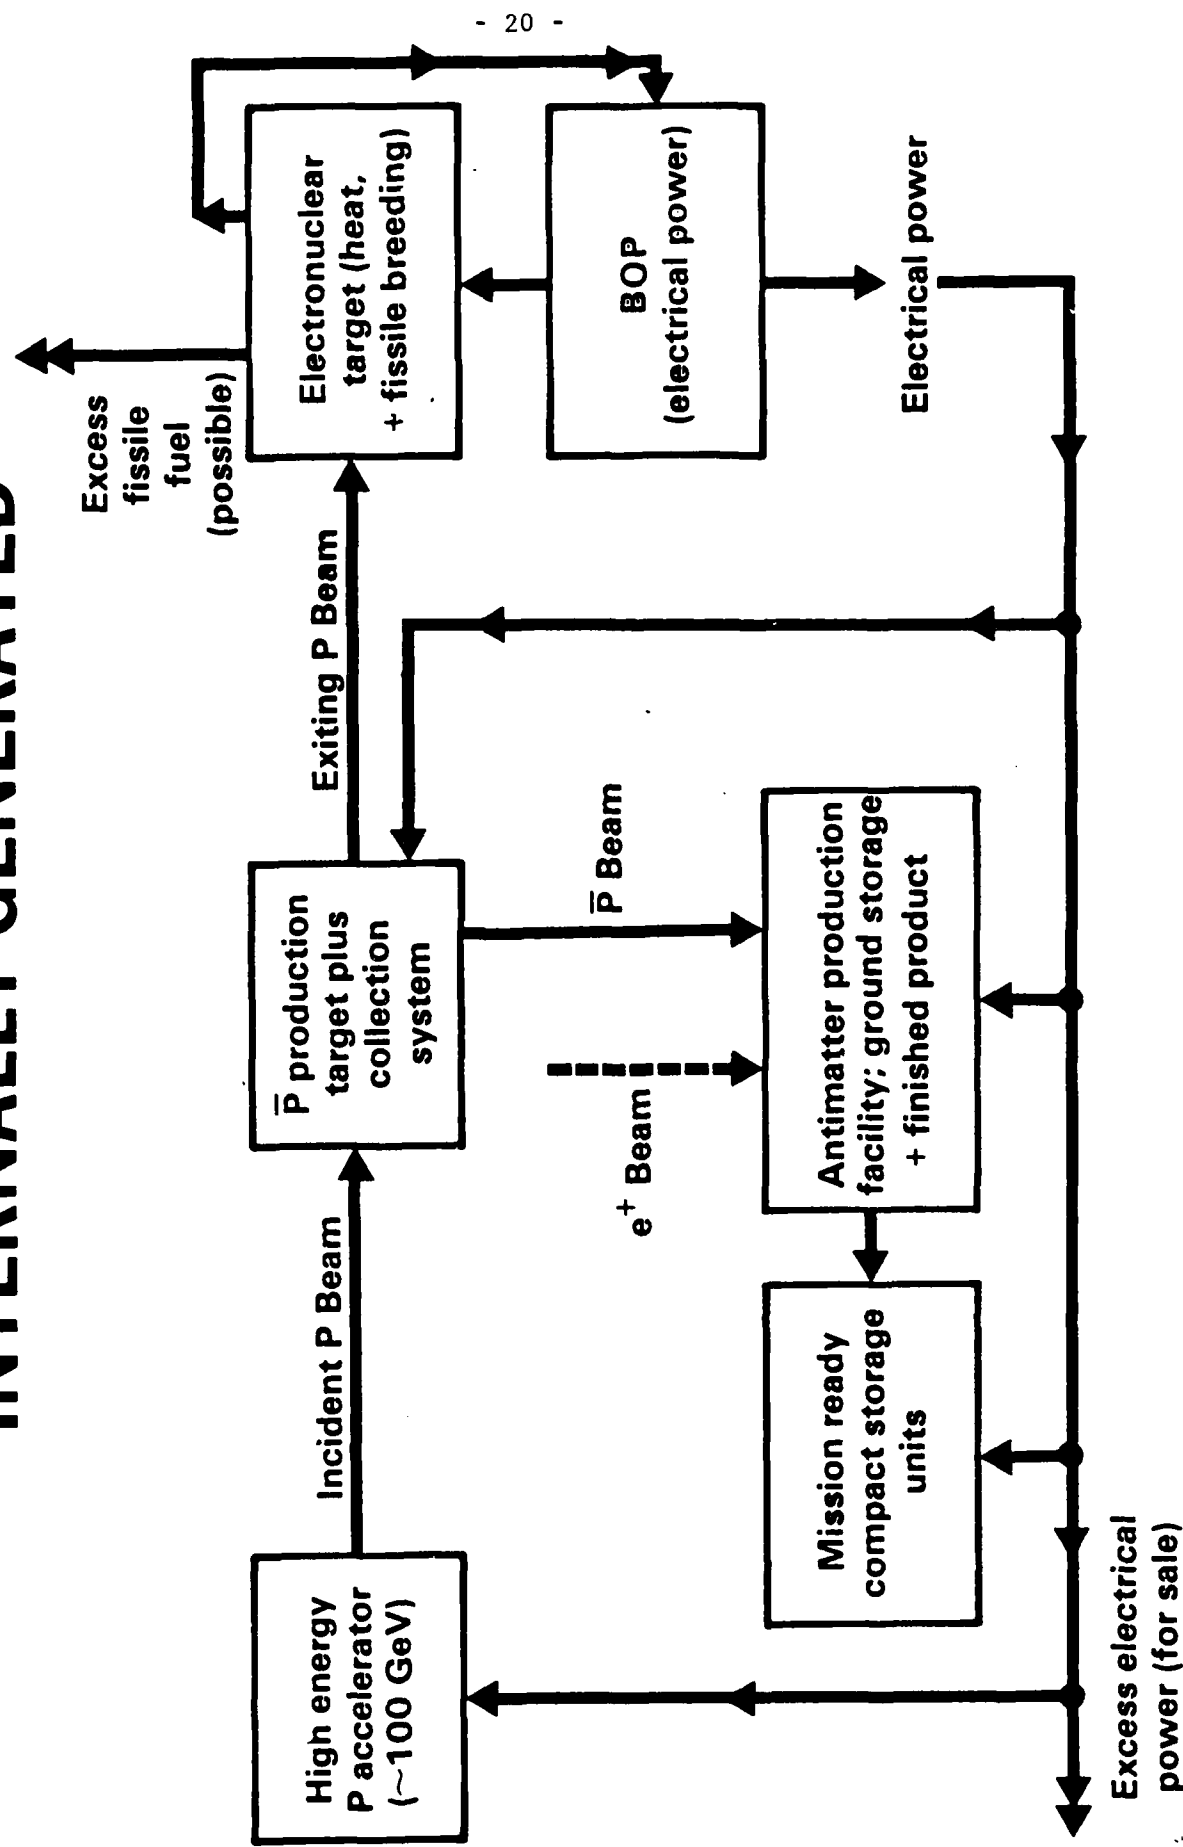 - 20 -
INTERNALLY GENERATED
High energy
P accelerator
(~100 GeV)
Incident P Beam
P̅ production
target plus
collection
system
Exiting P Beam
Electronuclear
target (heat,
+ fissile breeding)
Excess
fissile
fuel
(possible)
e⁺ Beam
P̅ Beam
Mission ready
compact storage
units
Antimatter production
facility; ground storage
+ finished product
BOP
(electrical power)
Electrical power
Excess electrical
power (for sale)